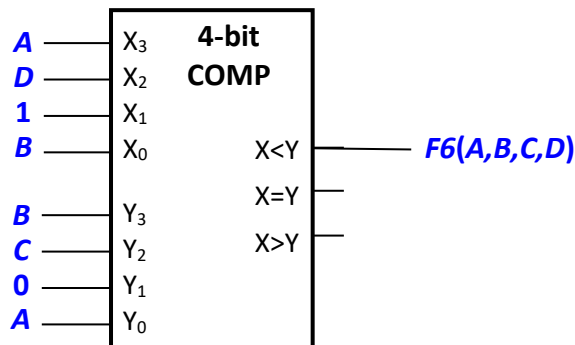 A X₃ 4-bit
D X₂ COMP
1 X₁
B X₀ X<Y F6(A,B,C,D)
X=Y
B Y₃
C Y₂ X>Y
0 Y₁
A Y₀